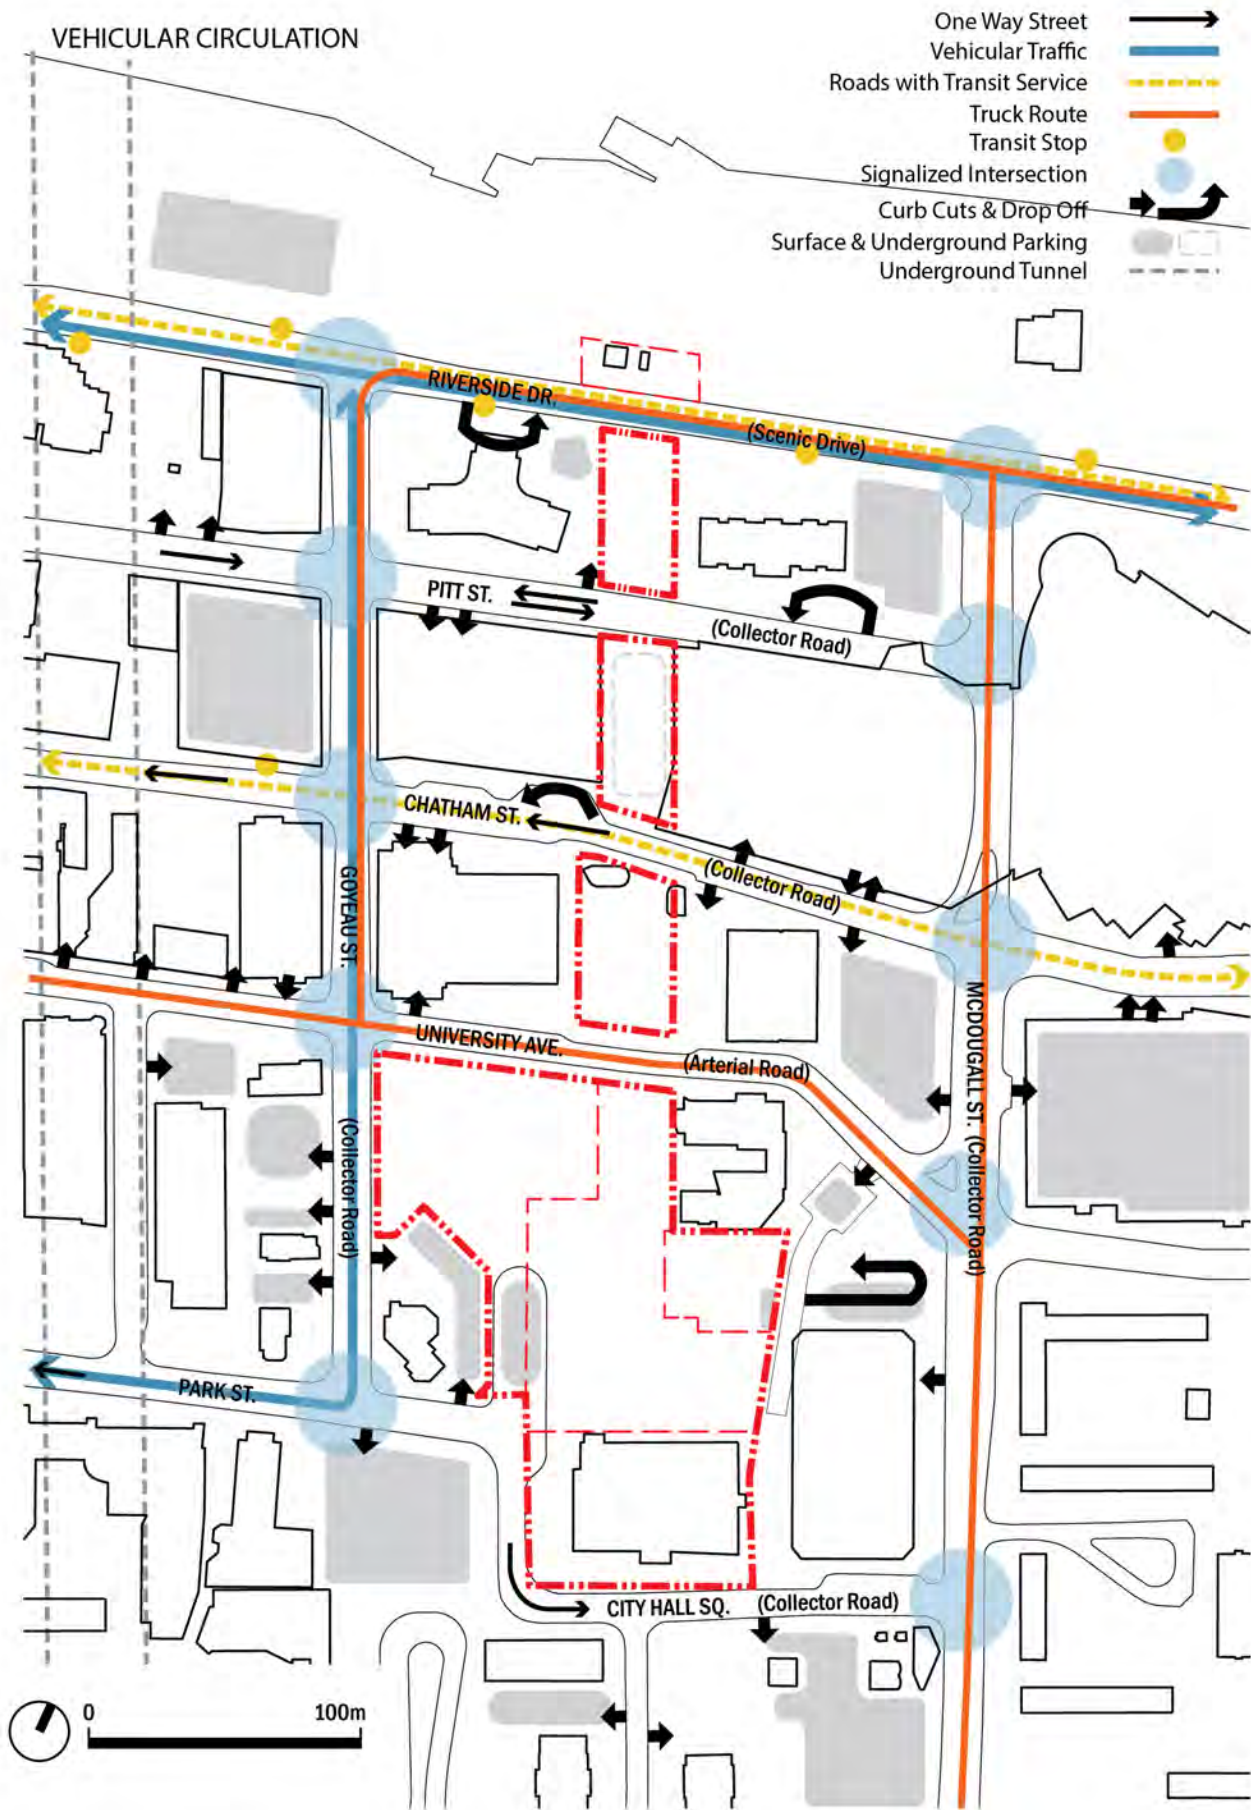 VEHICULAR CIRCULATION
One Way Street
Vehicular Traffic
Roads with Transit Service
Truck Route
Transit Stop
Signalized Intersection
Curb Cuts & Drop Off
Surface & Underground Parking
Underground Tunnel
RIVERSIDE DR.
(Scenic Drive)
PITT ST.
(Collector Road)
CHATHAM ST.
(Collector Road)
GOYEAU ST.
(Collector Road)
UNIVERSITY AVE.
(Arterial Road)
MCDOUGALL ST. (Collector Road)
PARK ST.
CITY HALL SQ. (Collector Road)
0 100m